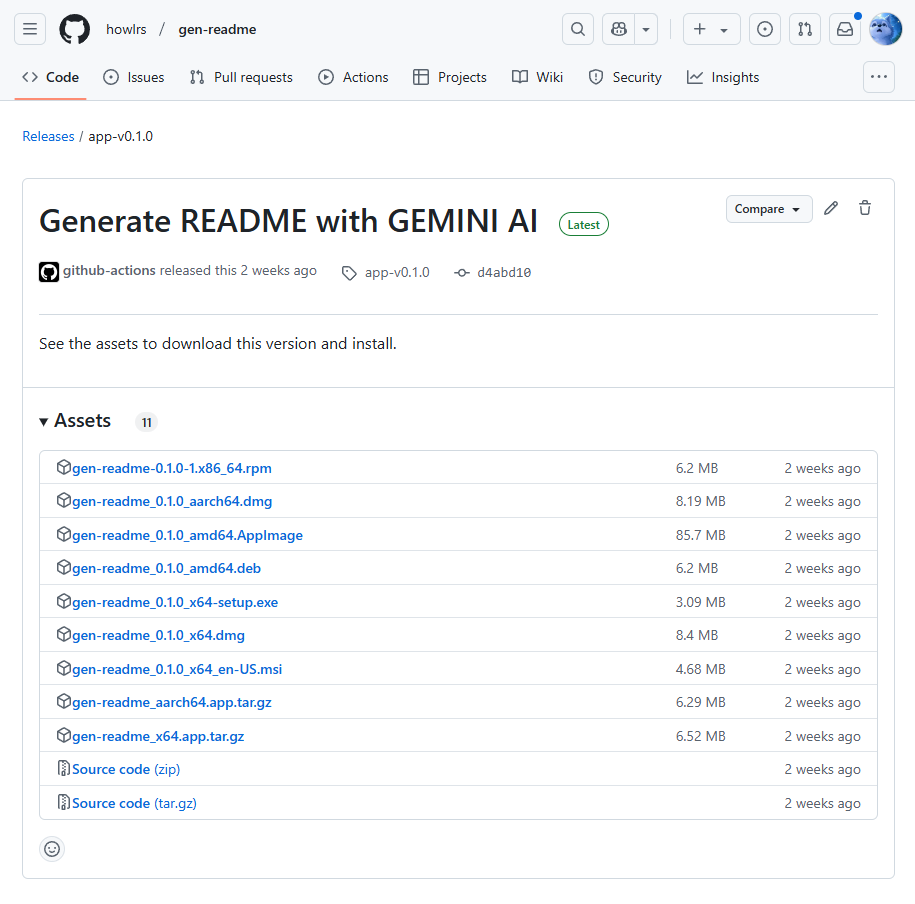 howlrs / gen-readme
Code Issues Pull requests Actions Projects Wiki Security Insights
Releases / app-v0.1.0
Generate README with GEMINI AI Latest Compare
github-actions released this 2 weeks ago app-v0.1.0 d4abd10
See the assets to download this version and install.
Assets 11
gen-readme-0.1.0-1.x86_64.rpm 6.2 MB 2 weeks ago
gen-readme_0.1.0_aarch64.dmg 8.19 MB 2 weeks ago
gen-readme_0.1.0_amd64.AppImage 85.7 MB 2 weeks ago
gen-readme_0.1.0_amd64.deb 6.2 MB 2 weeks ago
gen-readme_0.1.0_x64-setup.exe 3.09 MB 2 weeks ago
gen-readme_0.1.0_x64.dmg 8.4 MB 2 weeks ago
gen-readme_0.1.0_x64_en-US.msi 4.68 MB 2 weeks ago
gen-readme_aarch64.app.tar.gz 6.29 MB 2 weeks ago
gen-readme_x64.app.tar.gz 6.52 MB 2 weeks ago
Source code (zip) 2 weeks ago
Source code (tar.gz) 2 weeks ago